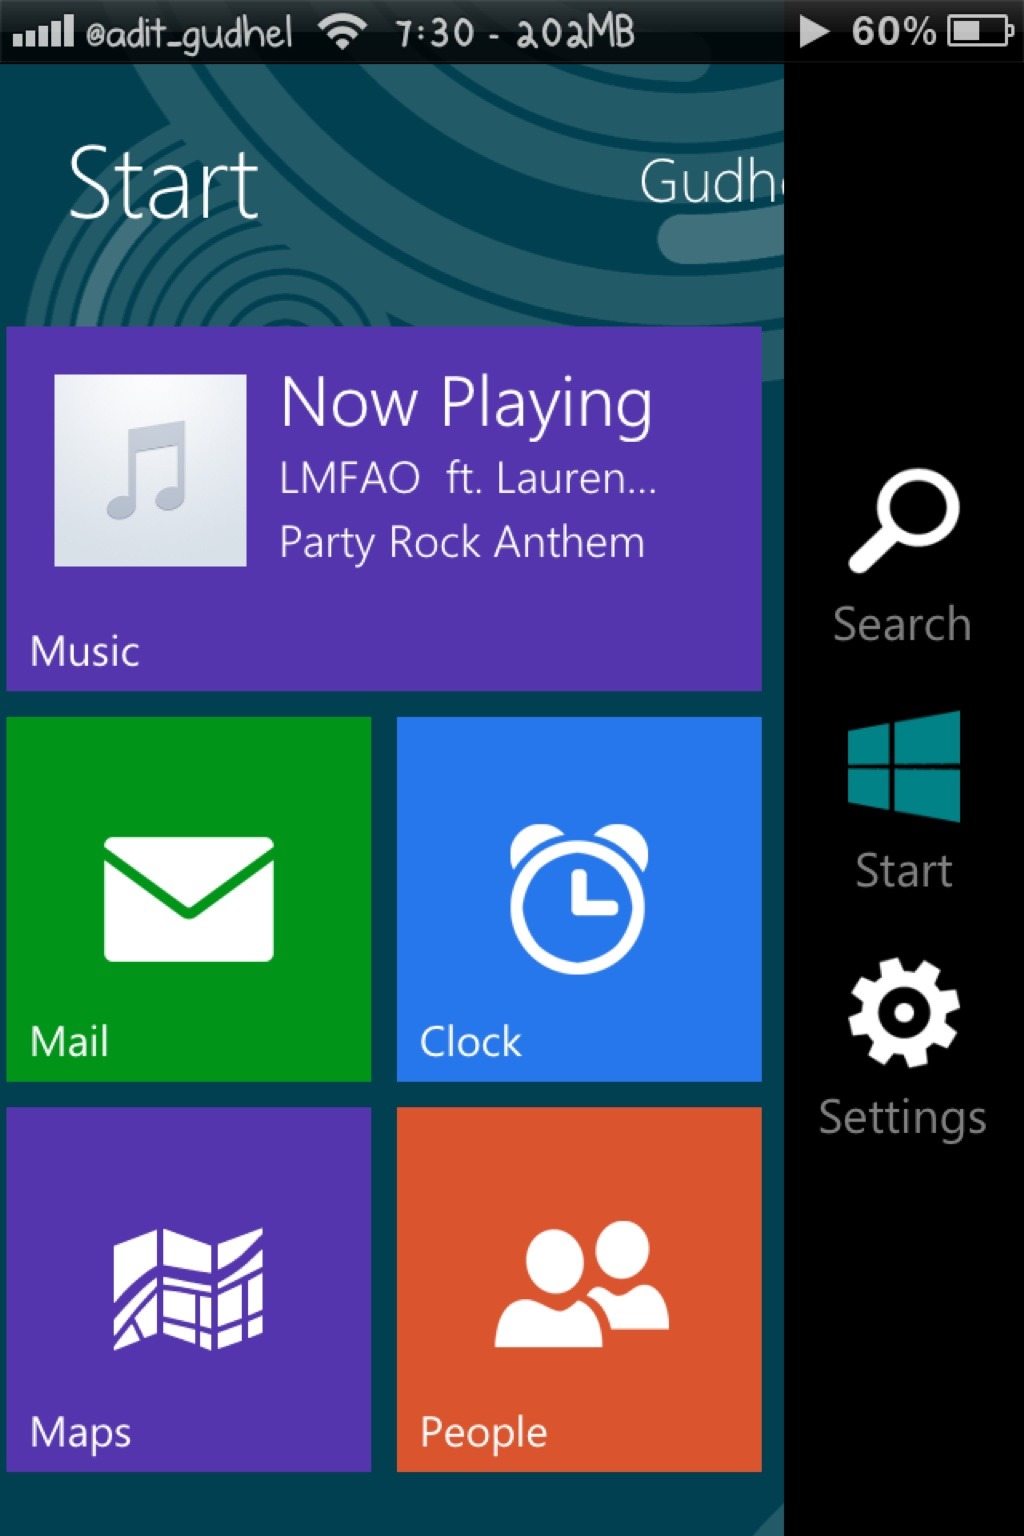 @adit_gudhel 7:30 - 202MB 60%
Start
Gudh
Now Playing
LMFAO ft. Lauren...
Party Rock Anthem
Music
Mail
Clock
Maps
People
Search
Start
Settings